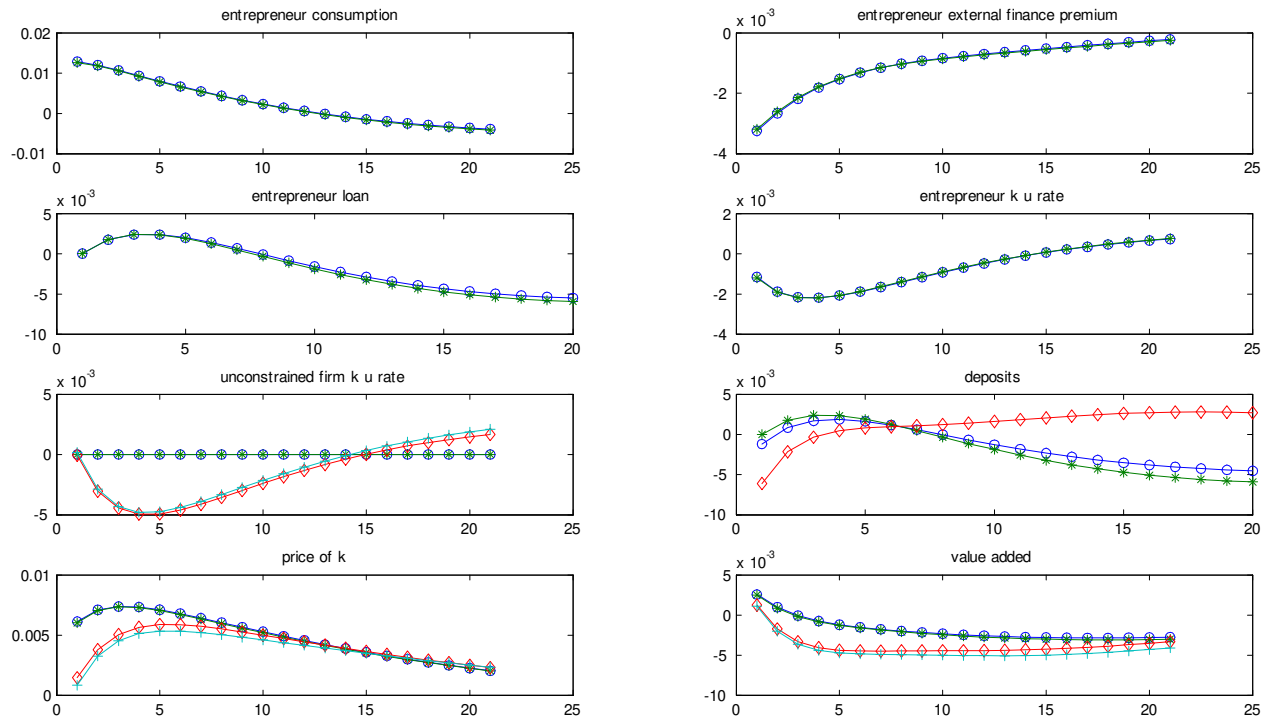 entrepreneur consumption
0.02
0.01
0
-0.01
0 5 10 15 20 25
entrepreneur external finance premium
x 10^-3
0
-2
-4
0 5 10 15 20 25
entrepreneur loan
x 10^-3
5
0
-5
-10
0 5 10 15 20
entrepreneur k u rate
x 10^-3
2
0
-2
-4
0 5 10 15 20 25
unconstrained firm k u rate
x 10^-3
5
0
-5
0 5 10 15 20 25
deposits
x 10^-3
5
0
-5
-10
0 5 10 15 20
price of k
0.01
0.005
0
0 5 10 15 20 25
value added
x 10^-3
5
0
-5
-10
0 5 10 15 20 25